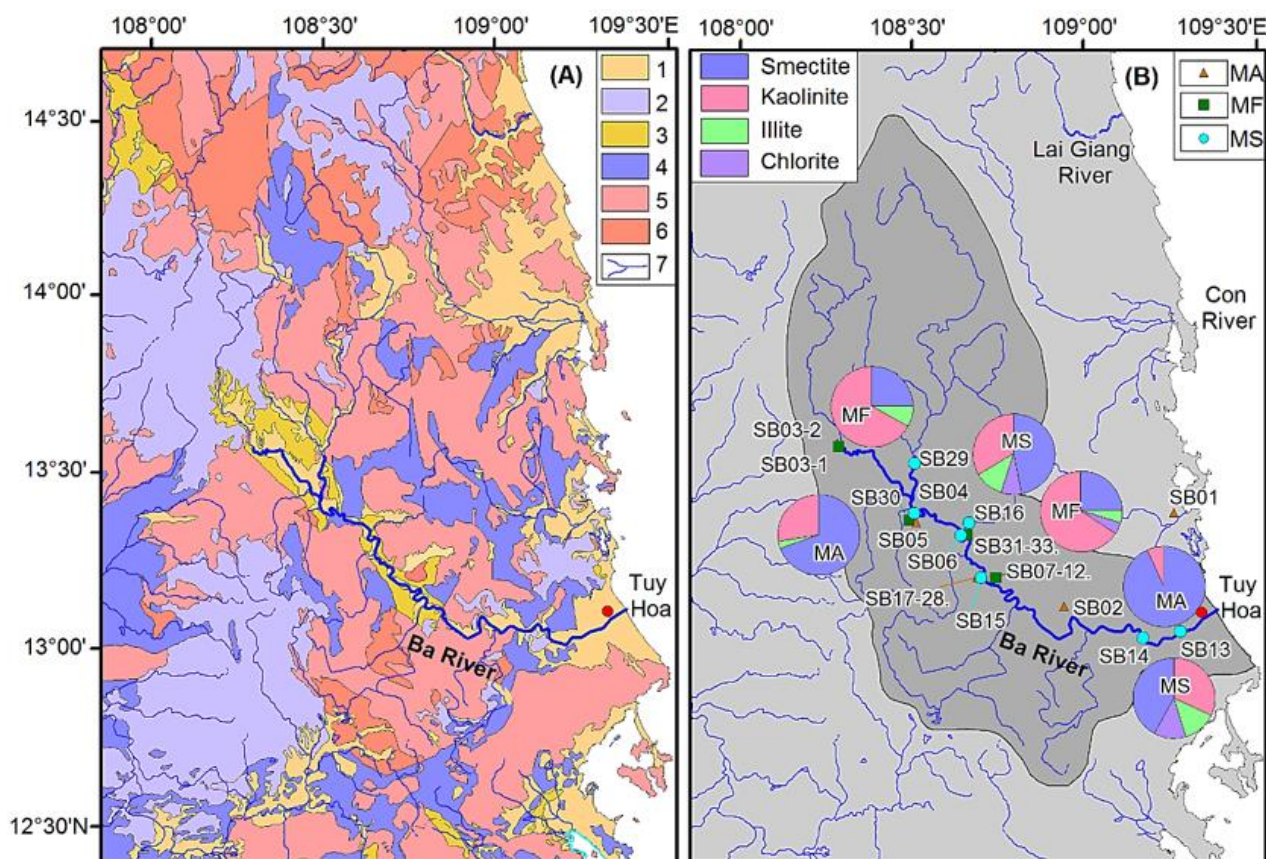 108°00' 108°30' 109°00' 109°30'E
108°00' 108°30' 109°00' 109°30'E
14°30'
14°00'
13°30'
13°00'
12°30'N
(A)
1
2
3
4
5
6
7
Tuy
Hoa
Ba River
(B)
Smectite
Kaolinite
Illite
Chlorite
MA
MF
MS
Lai Giang
River
Con
River
MF
SB03-2
SB03-1
MS
SB29
SB30
SB04
MF
SB01
SB16
MA
SB05
SB31-33.
SB06
SB07-12.
MA
Tuy
Hoa
SB17-28.
SB02
SB15
Ba River
SB14
SB13
MS